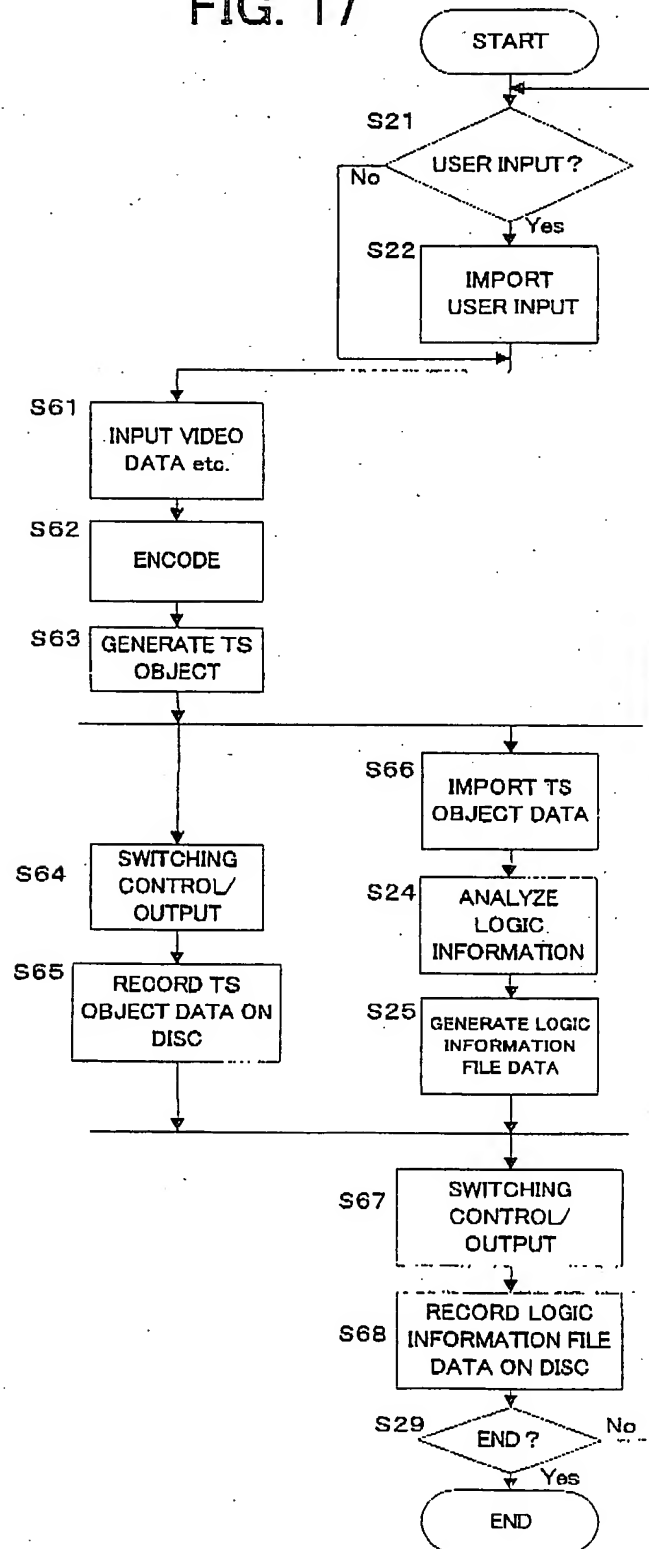 FIG. 17
START
S21
USER INPUT?
No
Yes
S22
IMPORT
USER INPUT
S61
INPUT VIDEO
DATA etc.
S62
ENCODE
S63
GENERATE TS
OBJECT
S66
IMPORT TS
OBJECT DATA
S64
SWITCHING
CONTROL/
OUTPUT
S24
ANALYZE
LOGIC
INFORMATION
S65
RECORD TS
OBJECT DATA ON
DISC
S25
GENERATE LOGIC
INFORMATION
FILE DATA
S67
SWITCHING
CONTROL/
OUTPUT
S68
RECORD LOGIC
INFORMATION FILE
DATA ON DISC
S29
END?
No
Yes
END